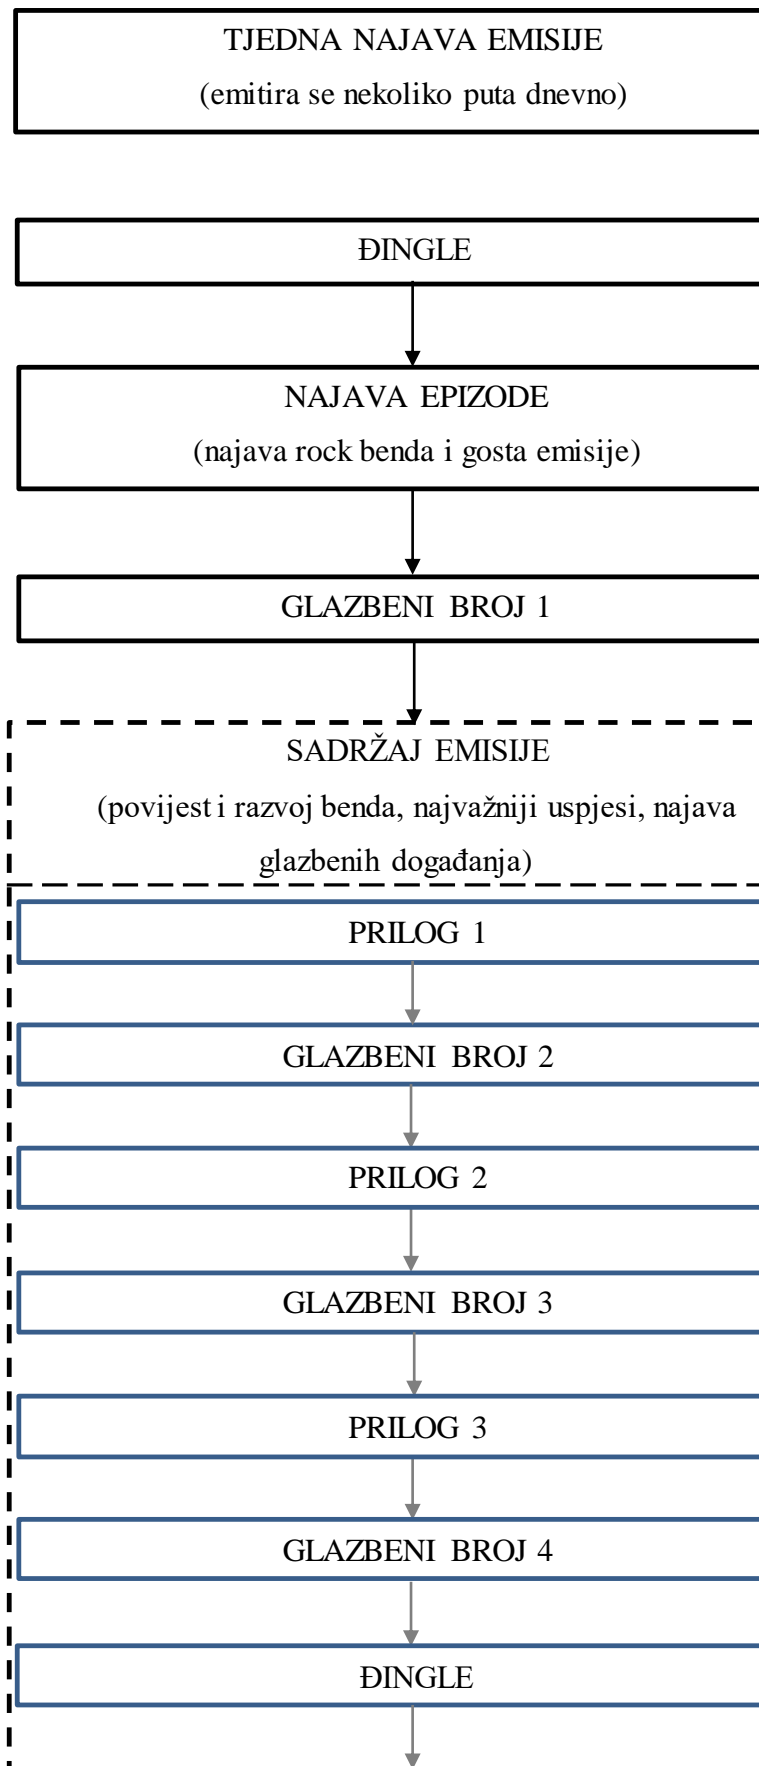 TJEDNA NAJAVA EMISIJE
(emitira se nekoliko puta dnevno)
ĐINGLE
NAJAVA EPIZODE
(najava rock benda i gosta emisije)
GLAZBENI BROJ 1
SADRŽAJ EMISIJE
(povijest i razvoj benda, najvažniji uspjesi, najava
glazbenih događanja)
PRILOG 1
GLAZBENI BROJ 2
PRILOG 2
GLAZBENI BROJ 3
PRILOG 3
GLAZBENI BROJ 4
ĐINGLE